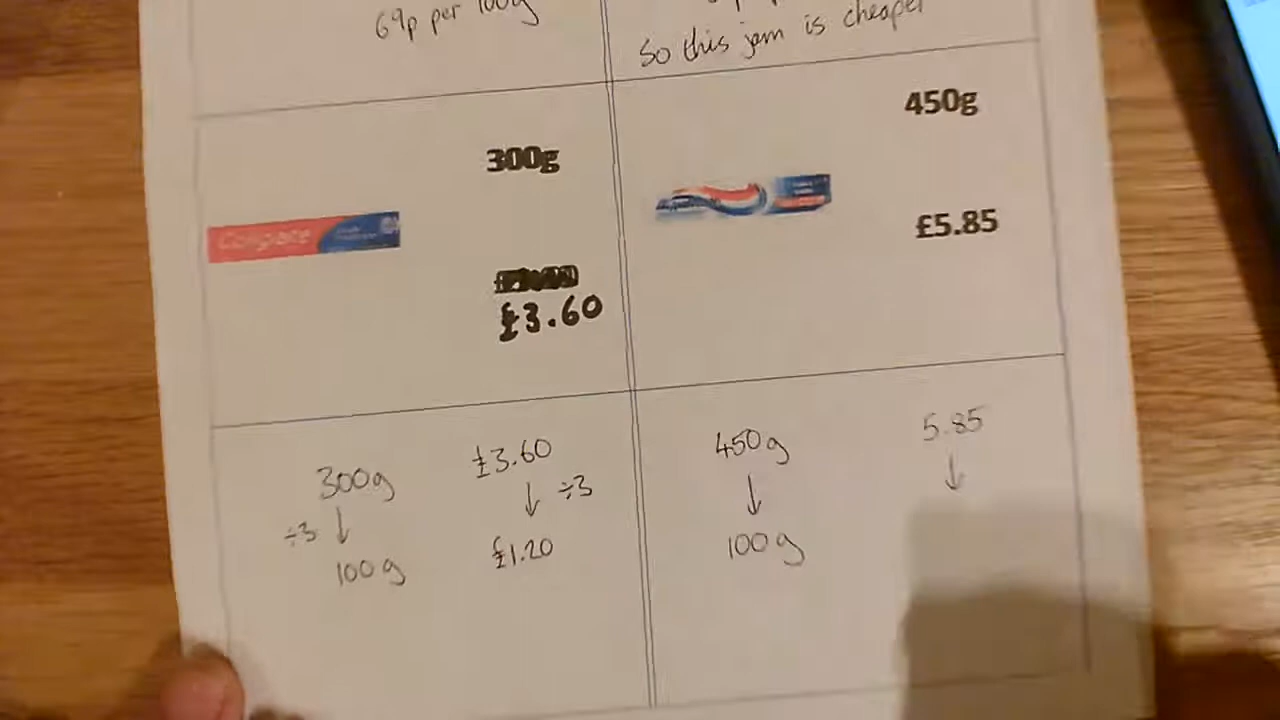 69p per 100g
So this jam is cheaper
300g
£3.60
Colgate
450g
£5.85
300g
÷3 ↓
100g
£3.60
↓ ÷3
£1.20
450g
↓
100g
5.85
↓